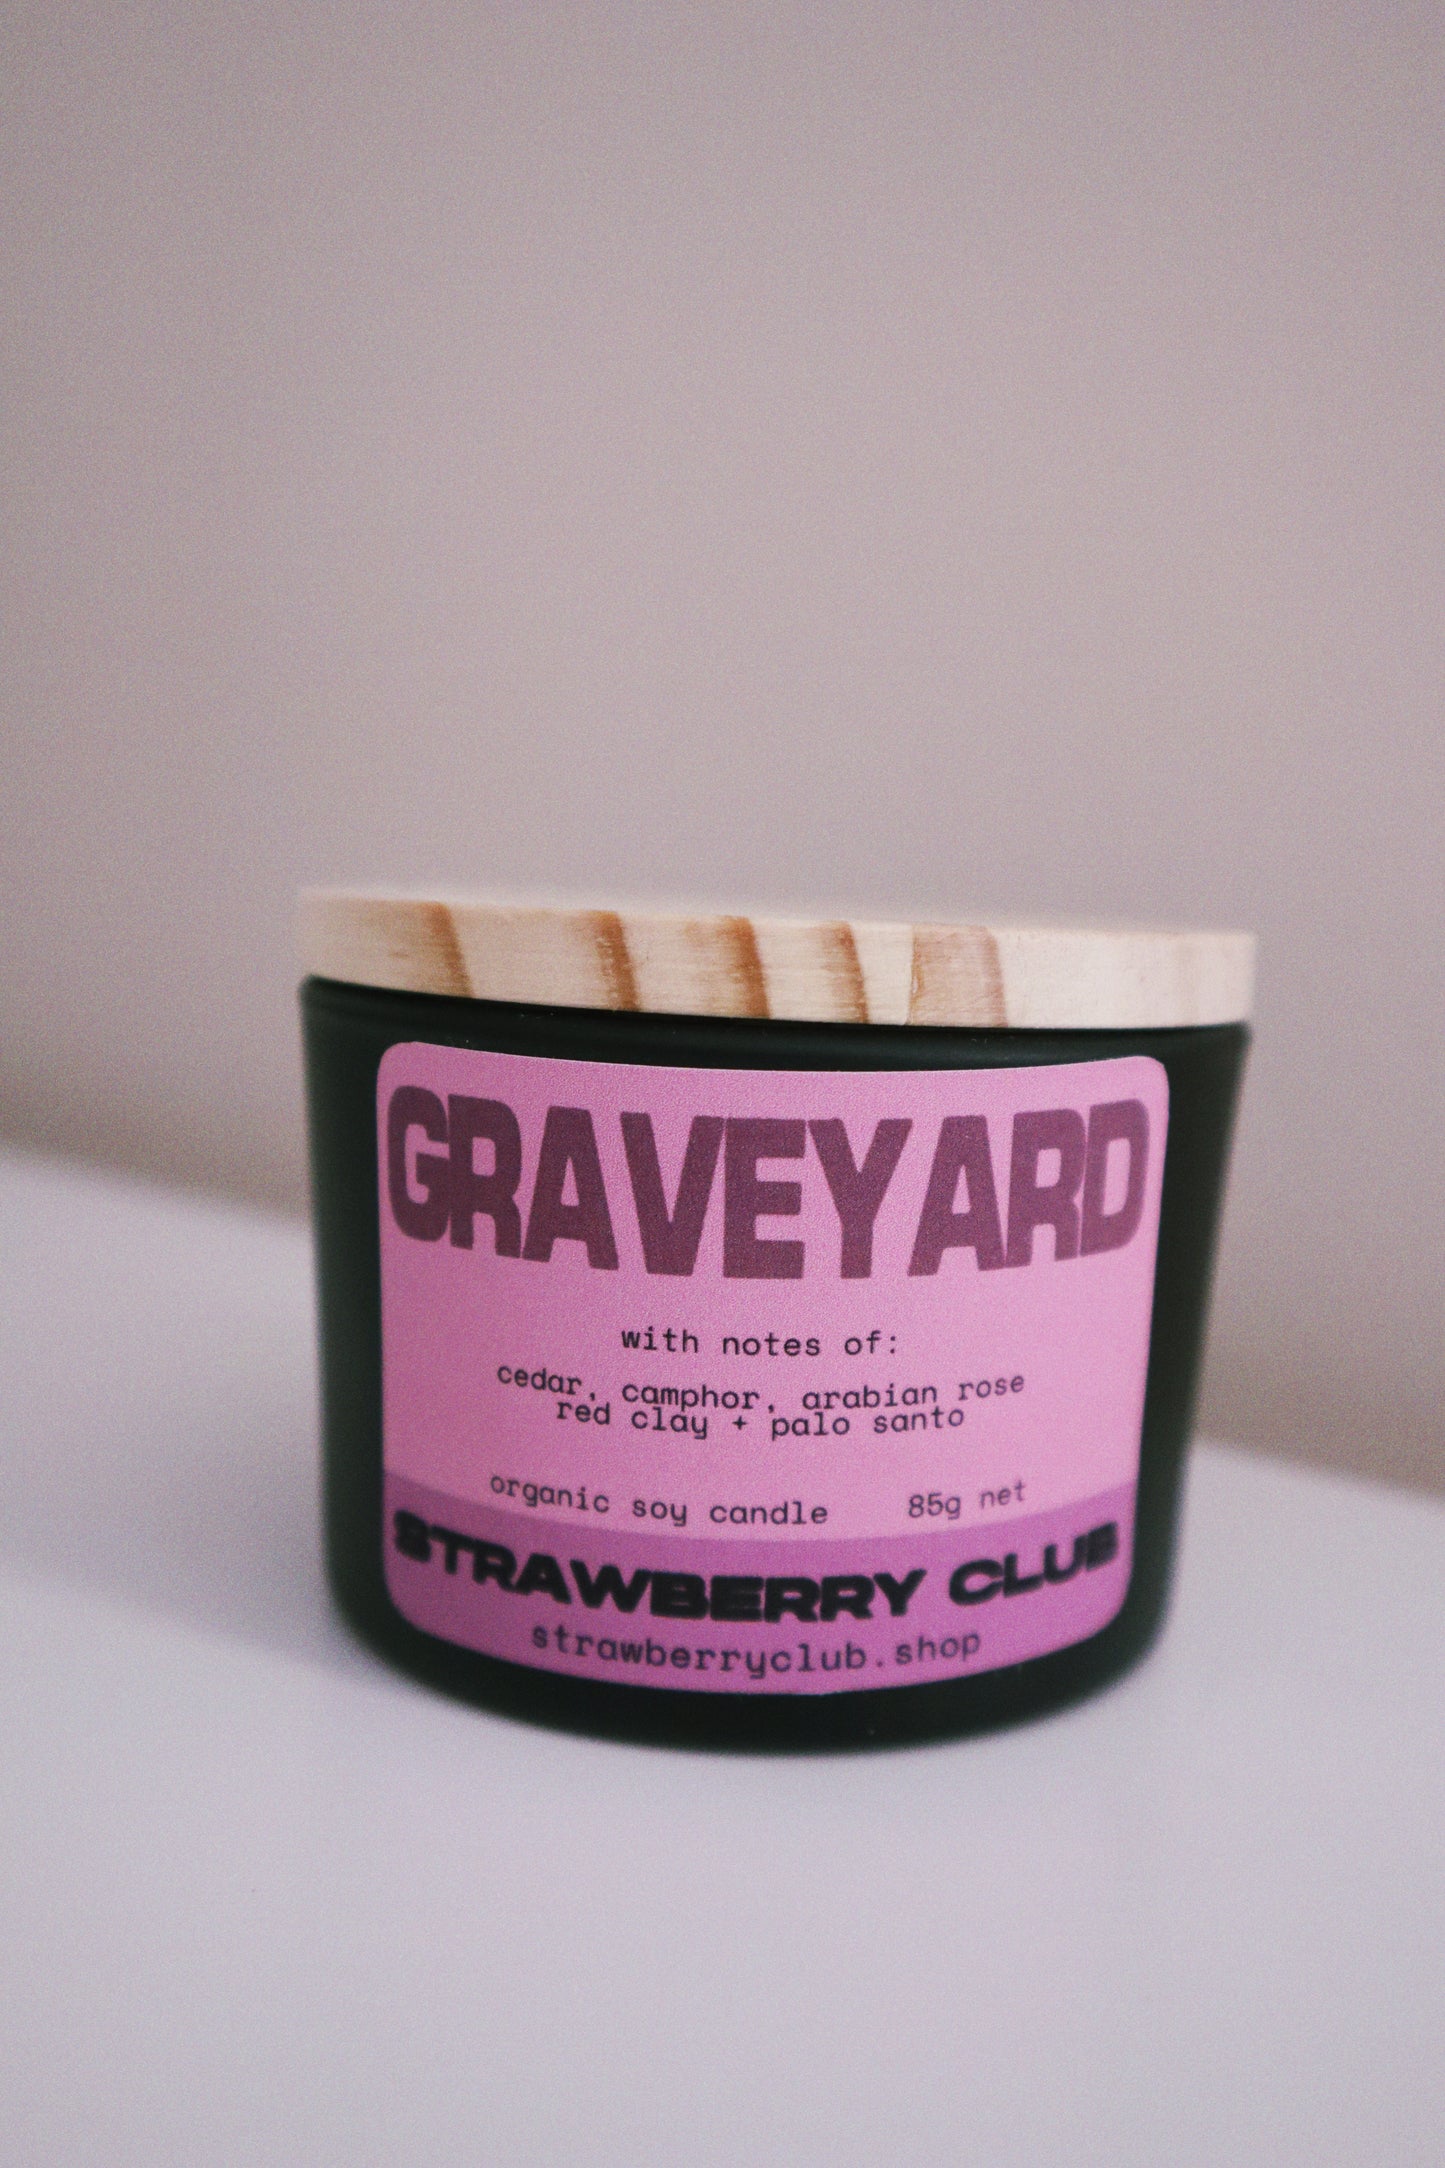 GRAVEYARD
with notes of:
cedar, camphor, arabian rose
red clay + palo santo
organic soy candle 85g net
STRAWBERRY CLUB
strawberryclub.shop